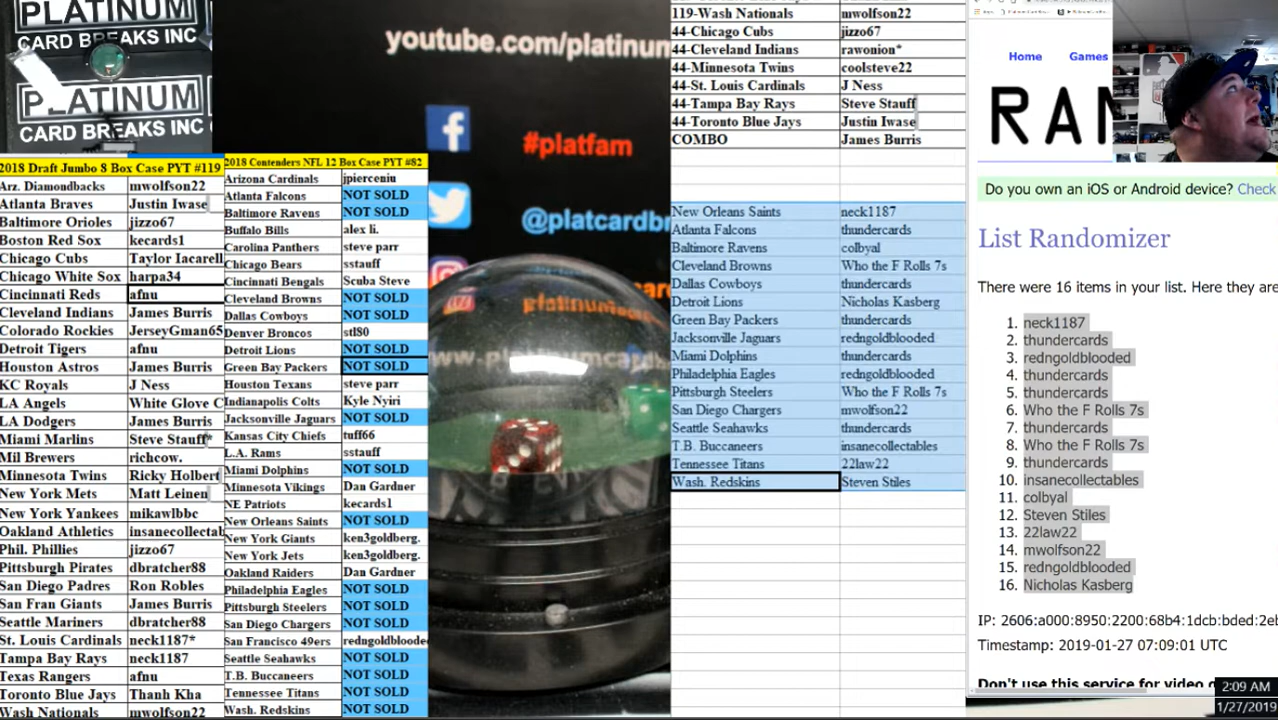 PLATINUM
CARD BREAKS INC
PLATINUM
CARD BREAKS INC
youtube.com/platinum
#platfam
@platcardbr
2018 Draft Jumbo 8 Box Case PYT #119
Arz. Diamondbacks mwolfson22
Atlanta Braves Justin Iwase
Baltimore Orioles jizzo67
Boston Red Sox kecards1
Chicago Cubs Taylor Iacarell
Chicago White Sox harpa34
Cincinnati Reds afnu
Cleveland Indians James Burris
Colorado Rockies JerseyGman65
Detroit Tigers afnu
Houston Astros James Burris
KC Royals J Ness
LA Angels White Glove C
LA Dodgers James Burris
Miami Marlins Steve Stauff*
Mil Brewers richcow.
Minnesota Twins Ricky Holbert
New York Mets Matt Leinen
New York Yankees mikawlbbc
Oakland Athletics insanecollectab
Phil. Phillies jizzo67
Pittsburgh Pirates dbratcher88
San Diego Padres Ron Robles
San Fran Giants James Burris
Seattle Mariners dbratcher88
St. Louis Cardinals neck1187*
Tampa Bay Rays neck1187
Texas Rangers afnu
Toronto Blue Jays Thanh Kha
Wash Nationals mwolfson22
2018 Contenders NFL 12 Box Case PYT #82
Arizona Cardinals jpierceniu
Atlanta Falcons NOT SOLD
Baltimore Ravens NOT SOLD
Buffalo Bills alex li.
Carolina Panthers steve parr
Chicago Bears sstauff
Cincinnati Bengals Scuba Steve
Cleveland Browns NOT SOLD
Dallas Cowboys NOT SOLD
Denver Broncos stl80
Detroit Lions NOT SOLD
Green Bay Packers NOT SOLD
Houston Texans steve parr
Indianapolis Colts Kyle Nyiri
Jacksonville Jaguars NOT SOLD
Kansas City Chiefs tuff66
L.A. Rams sstauff
Miami Dolphins NOT SOLD
Minnesota Vikings Dan Gardner
NE Patriots kecards1
New Orleans Saints NOT SOLD
New York Giants ken3goldberg.
New York Jets ken3goldberg.
Oakland Raiders Dan Gardner
Philadelphia Eagles NOT SOLD
Pittsburgh Steelers NOT SOLD
San Diego Chargers NOT SOLD
San Francisco 49ers redngoldblooded
Seattle Seahawks NOT SOLD
T.B. Buccaneers NOT SOLD
Tennessee Titans NOT SOLD
Wash. Redskins NOT SOLD
119-Wash Nationals mwolfson22
44-Chicago Cubs jizzo67
44-Cleveland Indians rawonion*
44-Minnesota Twins coolsteve22
44-St. Louis Cardinals J Ness
44-Tampa Bay Rays Steve Stauff
44-Toronto Blue Jays Justin Iwase
COMBO James Burris
New Orleans Saints neck1187
Atlanta Falcons thundercards
Baltimore Ravens colbyal
Cleveland Browns Who the F Rolls 7s
Dallas Cowboys thundercards
Detroit Lions Nicholas Kasberg
Green Bay Packers thundercards
Jacksonville Jaguars redngoldblooded
Miami Dolphins thundercards
Philadelphia Eagles redngoldblooded
Pittsburgh Steelers Who the F Rolls 7s
San Diego Chargers mwolfson22
Seattle Seahawks thundercards
T.B. Buccaneers insanecollectables
Tennessee Titans 22law22
Wash. Redskins Steven Stiles
Home Games
RAN
Do you own an iOS or Android device? Check
List Randomizer
There were 16 items in your list. Here they are
1. neck1187
2. thundercards
3. redngoldblooded
4. thundercards
5. thundercards
6. Who the F Rolls 7s
7. thundercards
8. Who the F Rolls 7s
9. thundercards
10. insanecollectables
11. colbyal
12. Steven Stiles
13. 22law22
14. mwolfson22
15. redngoldblooded
16. Nicholas Kasberg
IP: 2606:a000:8950:2200:68b4:1dcb:bded:2eb
Timestamp: 2019-01-27 07:09:01 UTC
Don't use this service for video o
2:09 AM
1/27/2019